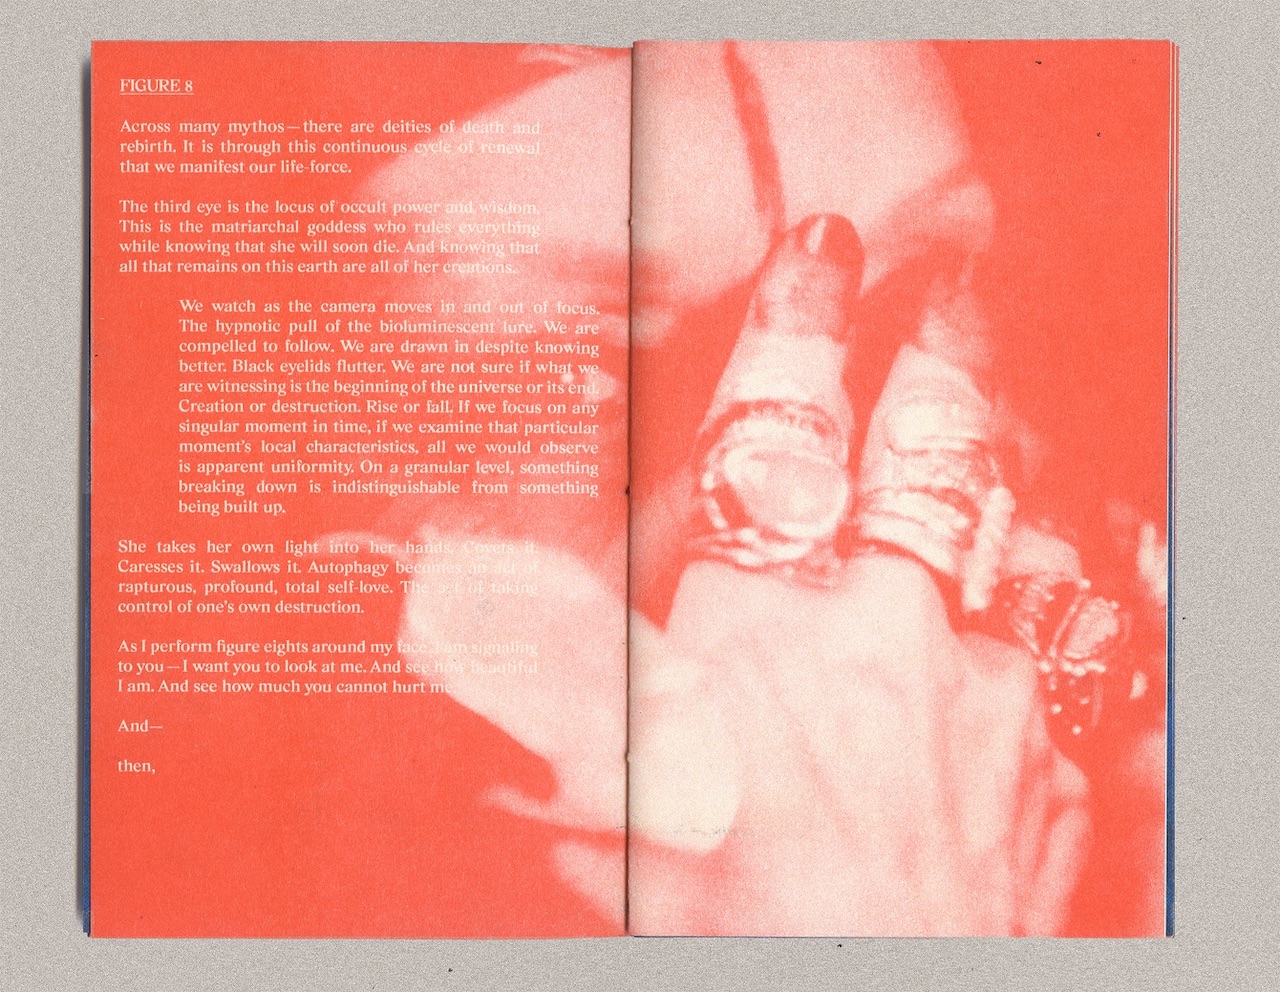 FIGURE 8
Across many mythos—there are deities of death and
rebirth. It is through this continuous cycle of renewal
that we manifest our life-force.
The third eye is the locus of occult power and wisdom.
This is the matriarchal goddess who rules everything
while knowing that she will soon die. And knowing that
all that remains on this earth are all of her creations.
We watch as the camera moves in and out of focus.
The hypnotic pull of the bioluminescent lure. We are
compelled to follow. We are drawn in despite knowing
better. Black eyelids flutter. We are not sure if what we
are witnessing is the beginning of the universe or its end.
Creation or destruction. Rise or fall. If we focus on any
singular moment in time, if we examine that particular
moment's local characteristics, all we would observe
is apparent uniformity. On a granular level, something
breaking down is indistinguishable from something
being built up.
She takes her own light into her hands. Covets it.
Caresses it. Swallows it. Autophagy becomes an act of
rapturous, profound, total self-love. The act of taking
control of one's own destruction.
As I perform figure eights around my face, I am signaling
to you—I want you to look at me. And see how beautiful
I am. And see how much you cannot hurt me.
And—
then,